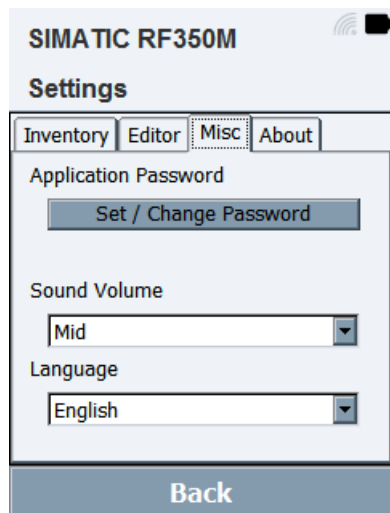 SIMATIC RF350M
Settings
Inventory Editor Misc About
Application Password
Set / Change Password
Sound Volume
Mid
Language
English
Back